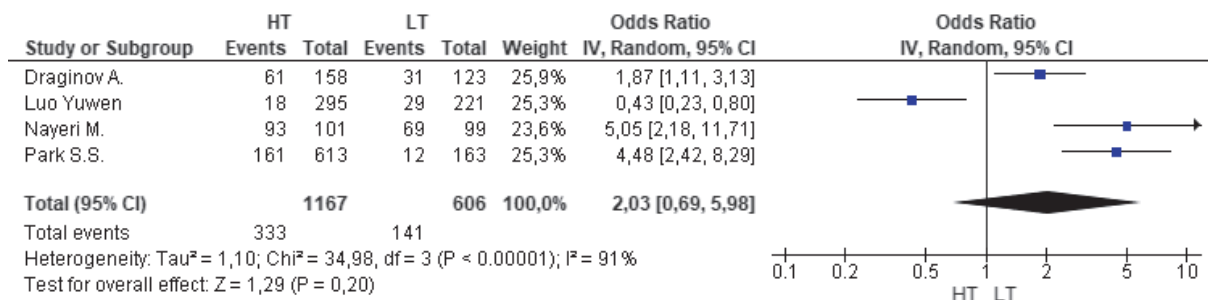 HT LT Odds Ratio Odds Ratio
Study or Subgroup Events Total Events Total Weight IV, Random, 95% CI IV, Random, 95% CI
Draginov A. 61 158 31 123 25,9% 1,87 [1,11, 3,13]
Luo Yuwen 18 295 29 221 25,3% 0,43 [0,23, 0,80]
Nayeri M. 93 101 69 99 23,6% 5,05 [2,18, 11,71]
Park S.S. 161 613 12 163 25,3% 4,48 [2,42, 8,29]
Total (95% CI) 1167 606 100,0% 2,03 [0,69, 5,98]
Total events 333 141
Heterogeneity: Tau² = 1,10; Chi² = 34,98, df = 3 (P < 0.00001); I² = 91%
Test for overall effect: Z = 1,29 (P = 0,20)
0.1 0.2 0.5 1 2 5 10
HT LT